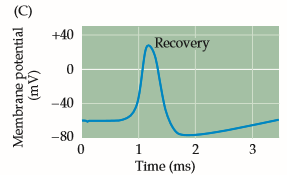 (C)
Membrane potential
(mV)
+40
0
−40
−80
Recovery
0 1 2 3
Time (ms)